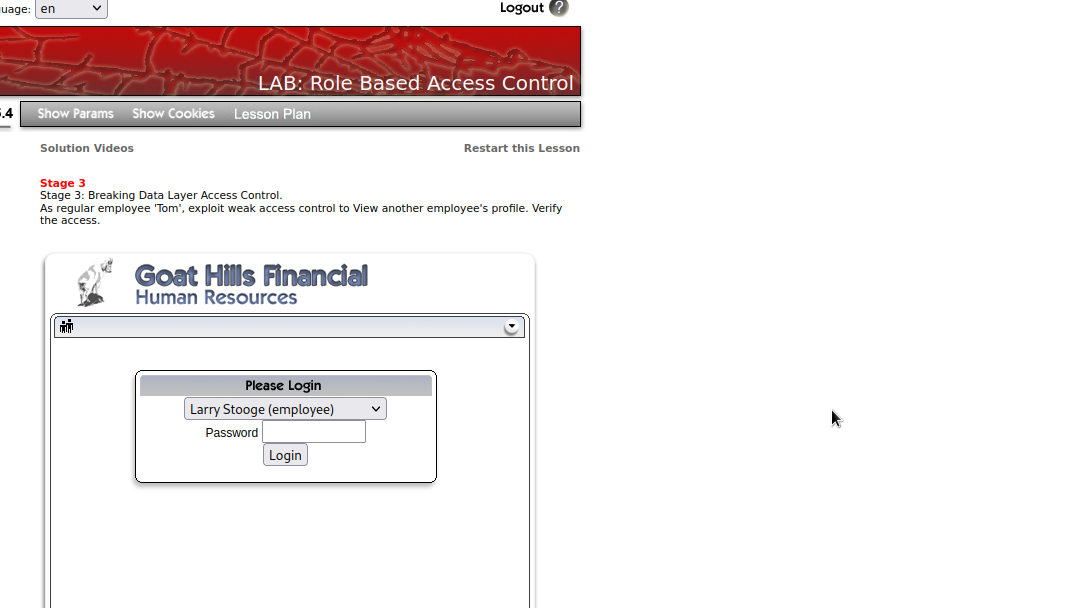 uage: en
Logout ?
LAB: Role Based Access Control
.4 Show Params Show Cookies Lesson Plan
Solution Videos Restart this Lesson
Stage 3
Stage 3: Breaking Data Layer Access Control.
As regular employee 'Tom', exploit weak access control to View another employee's profile. Verify
the access.
Goat Hills Financial
Human Resources
Please Login
Larry Stooge (employee)
Password
Login